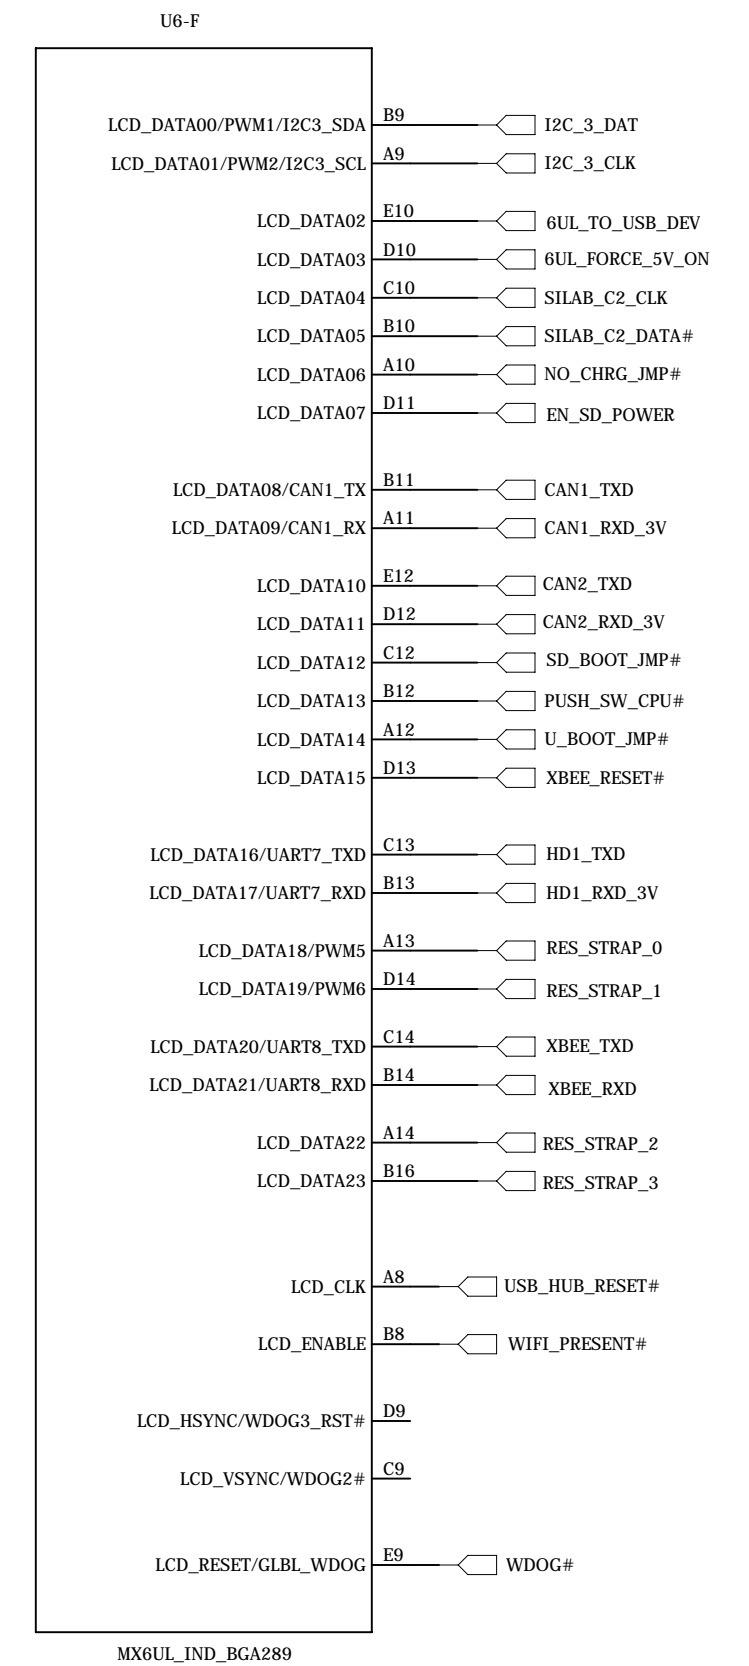 U6-F
LCD_DATA00/PWM1/I2C3_SDA B9 I2C_3_DAT
LCD_DATA01/PWM2/I2C3_SCL A9 I2C_3_CLK
LCD_DATA02 E10 6UL_TO_USB_DEV
LCD_DATA03 D10 6UL_FORCE_5V_ON
LCD_DATA04 C10 SILAB_C2_CLK
LCD_DATA05 B10 SILAB_C2_DATA#
LCD_DATA06 A10 NO_CHRG_JMP#
LCD_DATA07 D11 EN_SD_POWER
LCD_DATA08/CAN1_TX B11 CAN1_TXD
LCD_DATA09/CAN1_RX A11 CAN1_RXD_3V
LCD_DATA10 E12 CAN2_TXD
LCD_DATA11 D12 CAN2_RXD_3V
LCD_DATA12 C12 SD_BOOT_JMP#
LCD_DATA13 B12 PUSH_SW_CPU#
LCD_DATA14 A12 U_BOOT_JMP#
LCD_DATA15 D13 XBEE_RESET#
LCD_DATA16/UART7_TXD C13 HD1_TXD
LCD_DATA17/UART7_RXD B13 HD1_RXD_3V
LCD_DATA18/PWM5 A13 RES_STRAP_0
LCD_DATA19/PWM6 D14 RES_STRAP_1
LCD_DATA20/UART8_TXD C14 XBEE_TXD
LCD_DATA21/UART8_RXD B14 XBEE_RXD
LCD_DATA22 A14 RES_STRAP_2
LCD_DATA23 B16 RES_STRAP_3
LCD_CLK A8 USB_HUB_RESET#
LCD_ENABLE B8 WIFI_PRESENT#
LCD_HSYNC/WDOG3_RST# D9
LCD_VSYNC/WDOG2# C9
LCD_RESET/GLBL_WDOG E9 WDOG#
MX6UL_IND_BGA289